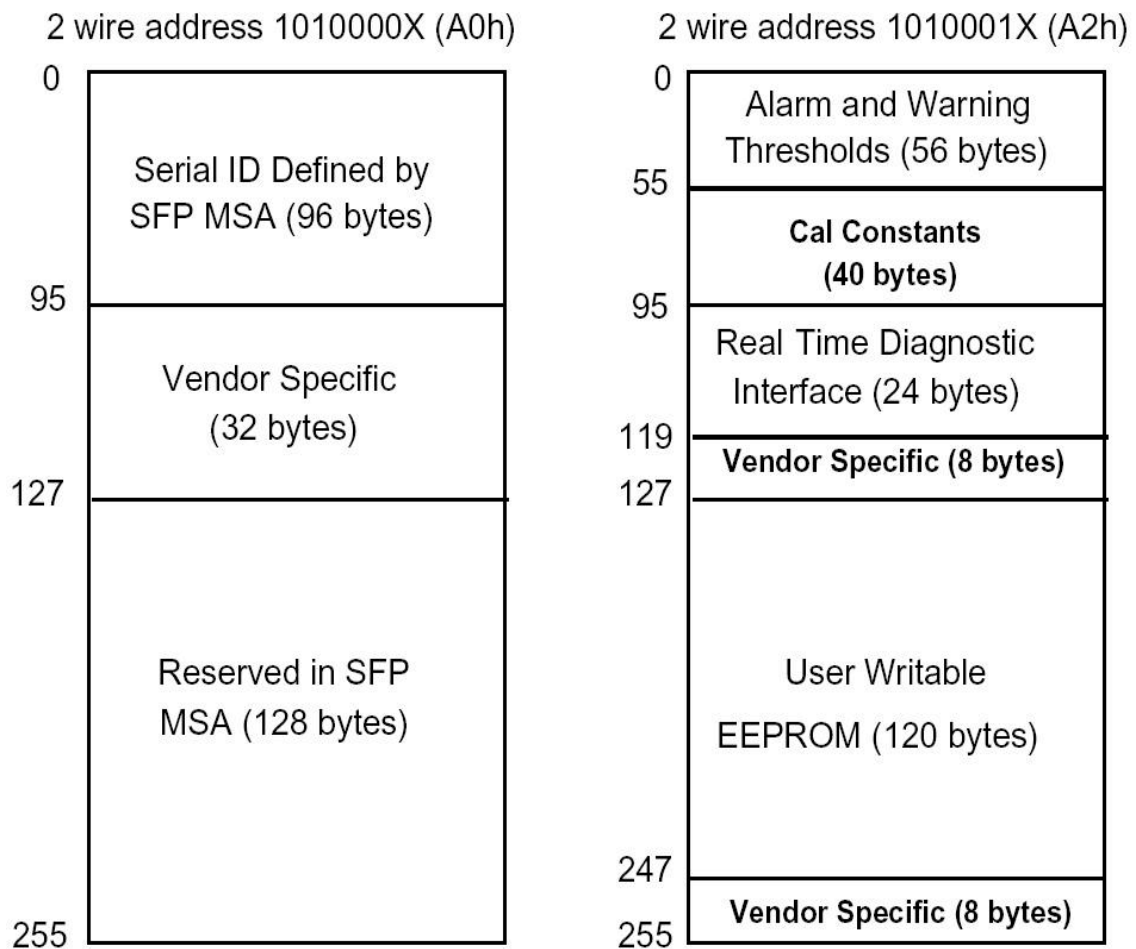 2 wire address 1010000X (A0h)
0
Serial ID Defined by
SFP MSA (96 bytes)
95
Vendor Specific
(32 bytes)
127
Reserved in SFP
MSA (128 bytes)
255
2 wire address 1010001X (A2h)
0
Alarm and Warning
Thresholds (56 bytes)
55
Cal Constants
(40 bytes)
95
Real Time Diagnostic
Interface (24 bytes)
119
Vendor Specific (8 bytes)
127
User Writable
EEPROM (120 bytes)
247
Vendor Specific (8 bytes)
255